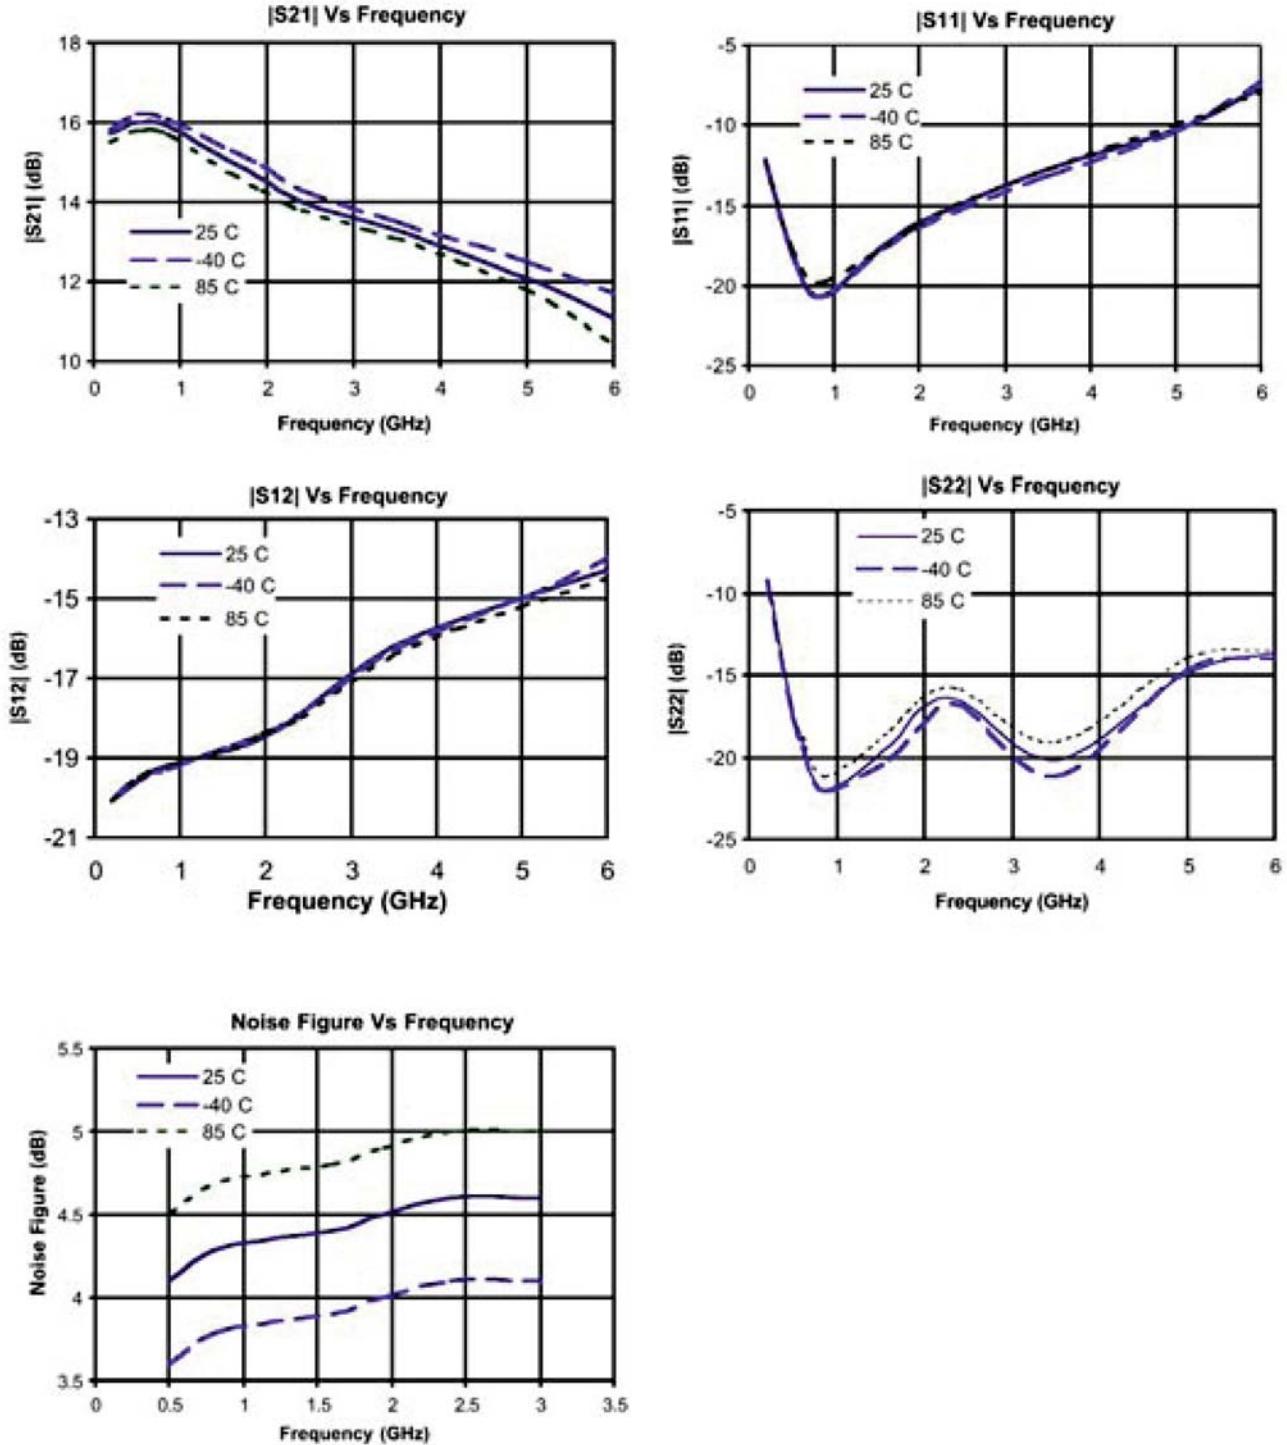 |S21| Vs Frequency
18
16
14
12
10
|S21| (dB)
25 C
-40 C
85 C
0 1 2 3 4 5 6
Frequency (GHz)
|S11| Vs Frequency
-5
-10
-15
-20
-25
|S11| (dB)
25 C
-40 C
85 C
0 1 2 3 4 5 6
Frequency (GHz)
|S12| Vs Frequency
-13
-15
-17
-19
-21
|S12| (dB)
25 C
-40 C
85 C
0 1 2 3 4 5 6
Frequency (GHz)
|S22| Vs Frequency
-5
-10
-15
-20
-25
|S22| (dB)
25 C
-40 C
85 C
0 1 2 3 4 5 6
Frequency (GHz)
Noise Figure Vs Frequency
5.5
5
4.5
4
3.5
Noise Figure (dB)
25 C
-40 C
85 C
0 0.5 1 1.5 2 2.5 3 3.5
Frequency (GHz)